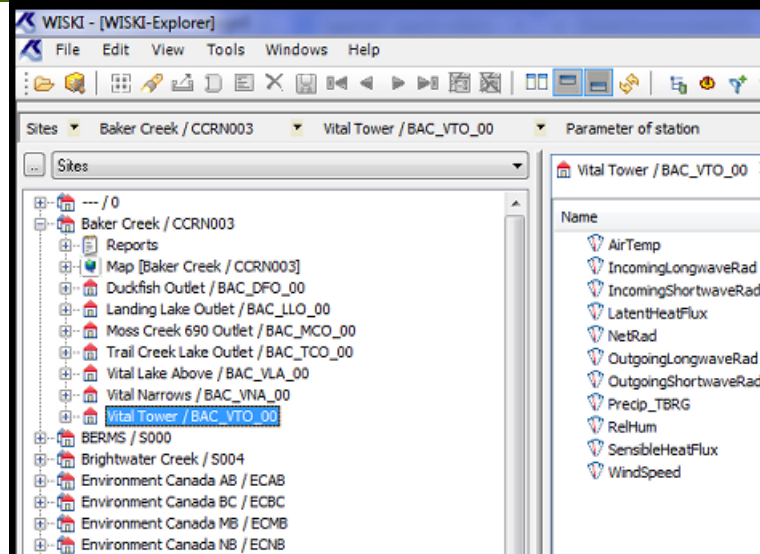 WISKI - [WISKI-Explorer]
File Edit View Tools Windows Help
Sites Baker Creek / CCRN003 Vital Tower / BAC_VTO_00 Parameter of station
... Sites
--- / 0
Baker Creek / CCRN003
Reports
Map [Baker Creek / CCRN003]
Duckfish Outlet / BAC_DFO_00
Landing Lake Outlet / BAC_LLO_00
Moss Creek 690 Outlet / BAC_MCO_00
Trail Creek Lake Outlet / BAC_TCO_00
Vital Lake Above / BAC_VLA_00
Vital Narrows / BAC_VNA_00
Vital Tower / BAC_VTO_00
BERMS / S000
Brightwater Creek / S004
Environment Canada AB / ECAB
Environment Canada BC / ECBC
Environment Canada MB / ECMB
Environment Canada NB / ECNB
Vital Tower / BAC_VTO_00
Name
AirTemp
IncomingLongwaveRad
IncomingShortwaveRad
LatentHeatFlux
NetRad
OutgoingLongwaveRad
OutgoingShortwaveRad
Precip_TBRG
RelHum
SensibleHeatFlux
WindSpeed